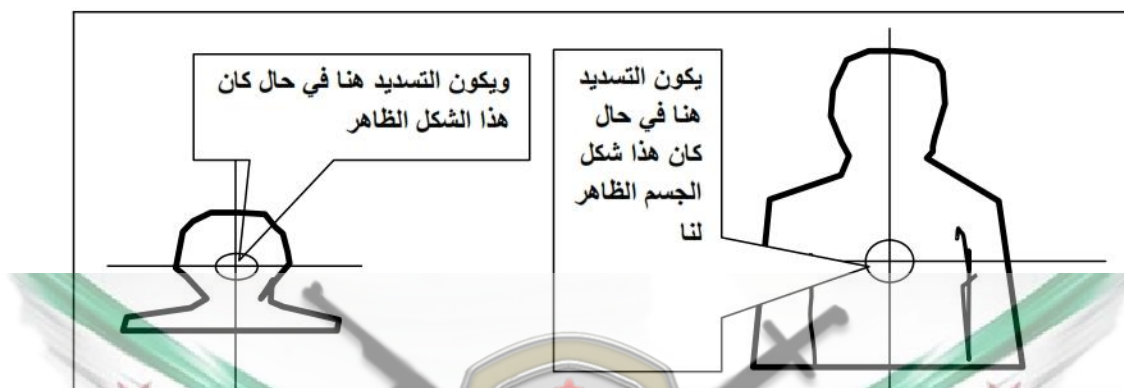 يكون التسديد
هنا في حال
كان هذا شكل
الجسم الظاهر
لنا
ويكون التسديد هنا في حال كان
هذا الشكل الظاهر